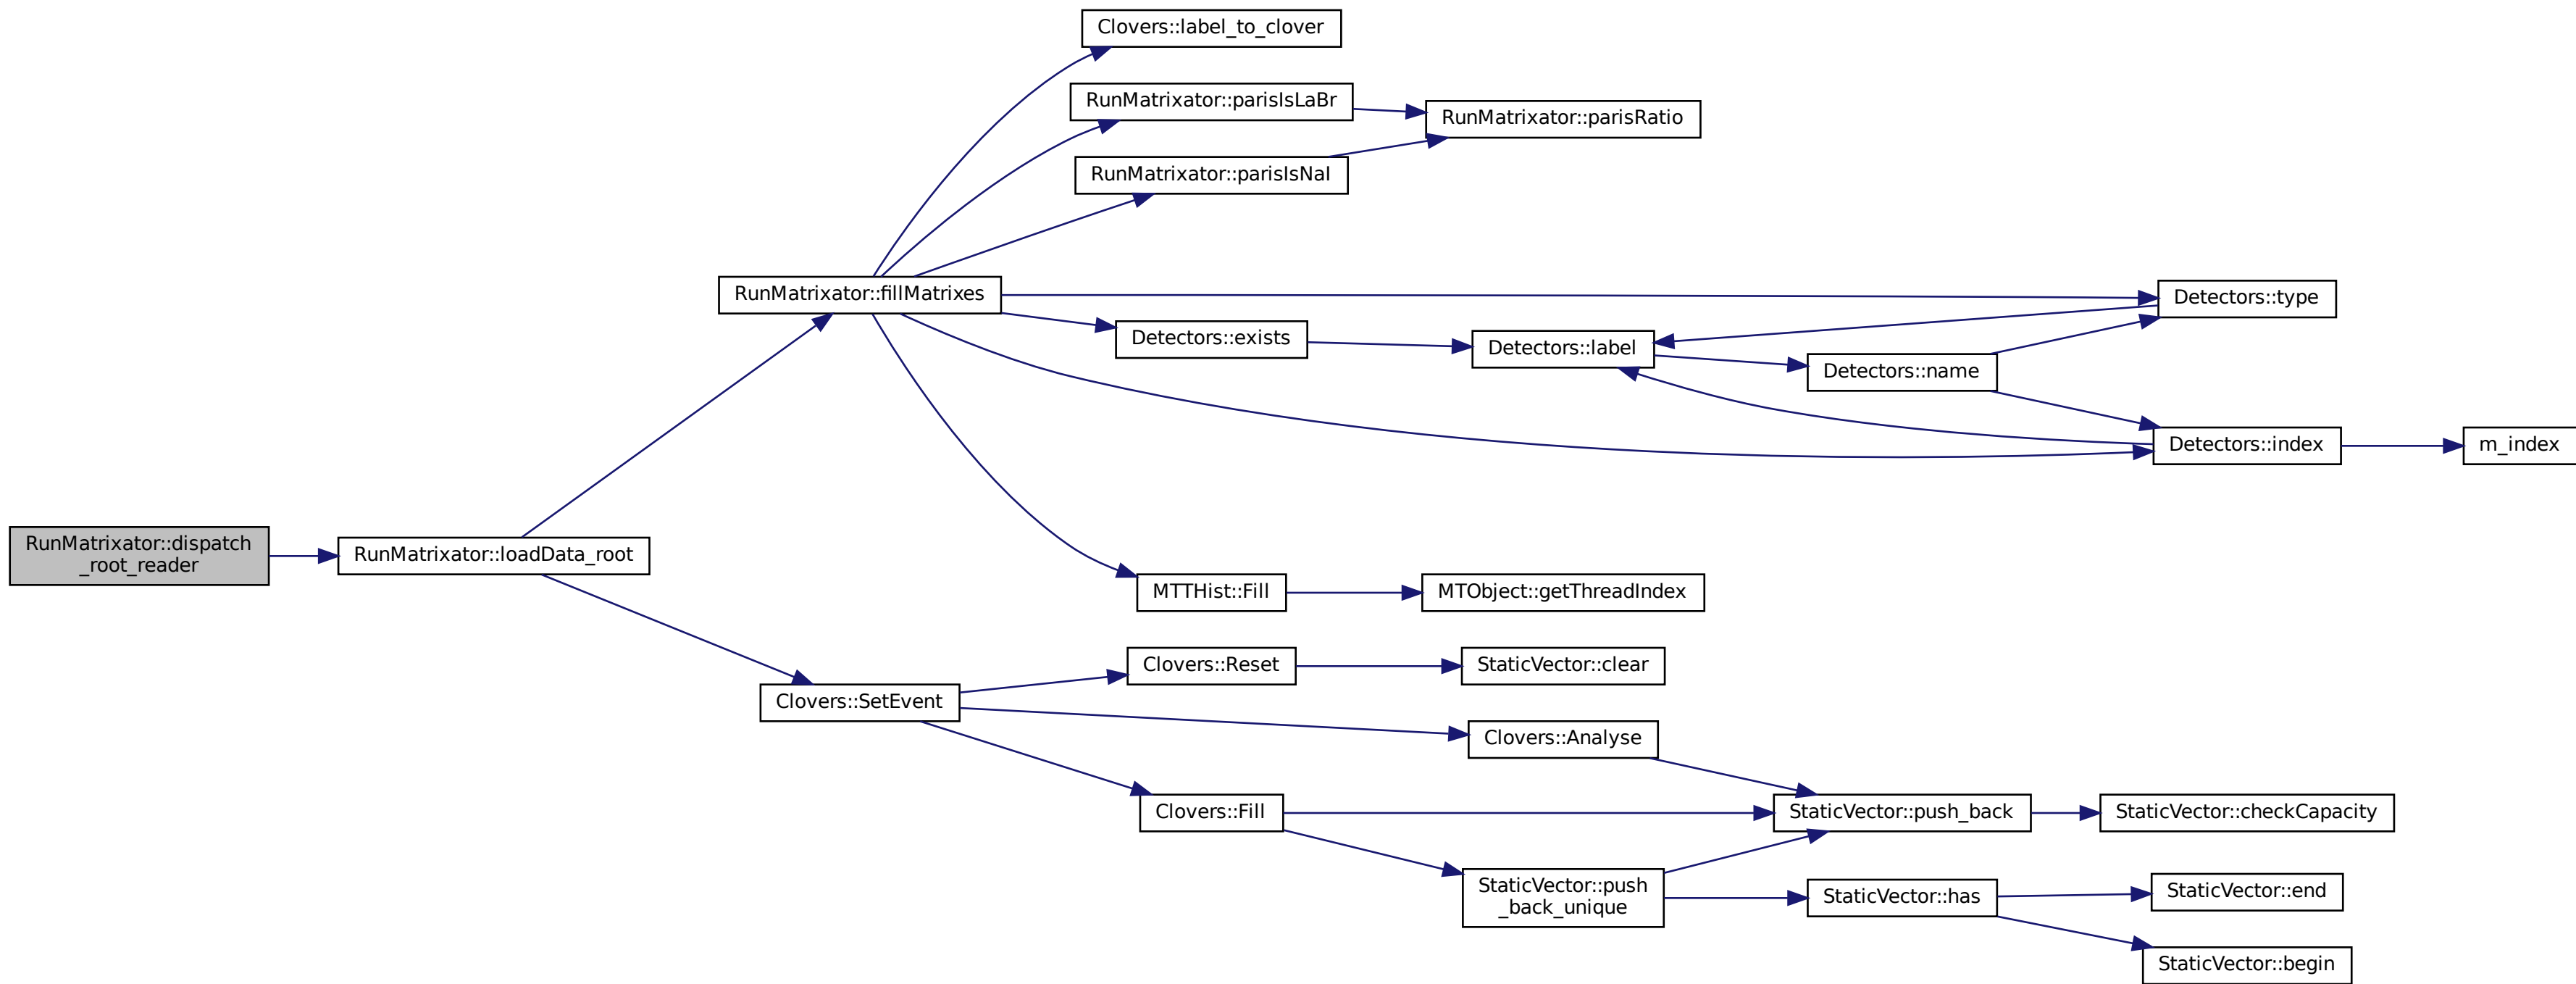 Clovers::label_to_clover
RunMatrixator::parisIsLaBr
RunMatrixator::parisRatio
RunMatrixator::parisIsNaI
RunMatrixator::fillMatrixes
Detectors::type
Detectors::exists
Detectors::label
Detectors::name
Detectors::index
m_index
RunMatrixator::dispatch
_root_reader
RunMatrixator::loadData_root
MTTHist::Fill
MTObject::getThreadIndex
Clovers::Reset
StaticVector::clear
Clovers::SetEvent
Clovers::Analyse
Clovers::Fill
StaticVector::push_back
StaticVector::checkCapacity
StaticVector::push
_back_unique
StaticVector::has
StaticVector::end
StaticVector::begin